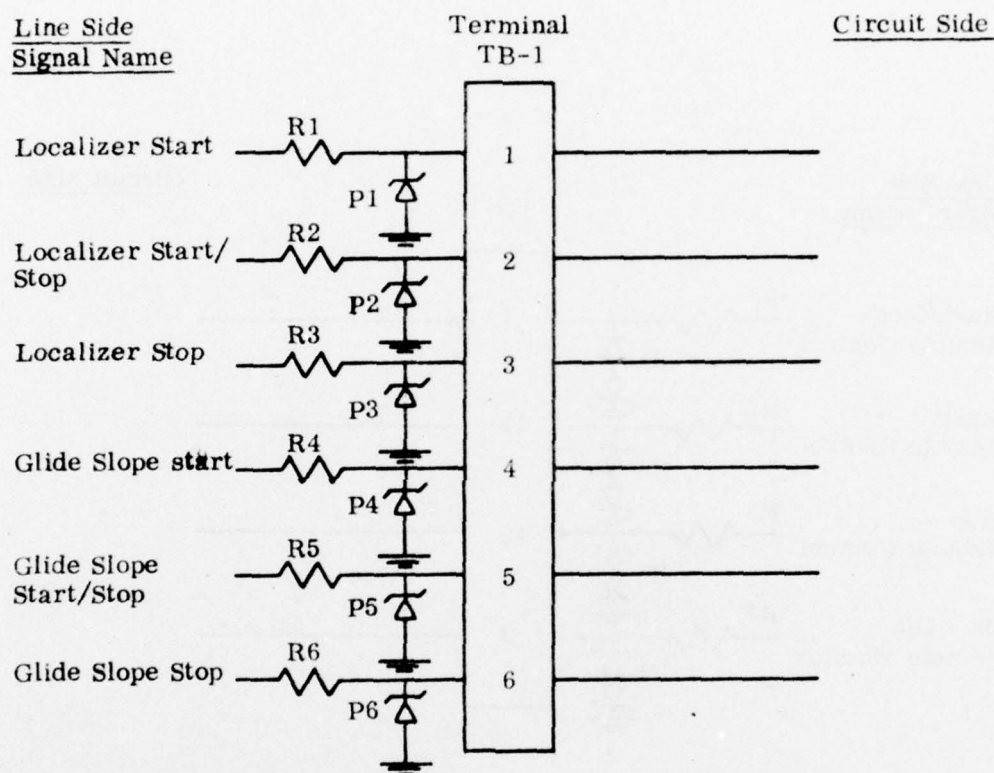 Line Side
Signal Name
Terminal
TB-1
Circuit Side
Localizer Start
R1
1
P1
Localizer Start/
Stop
R2
2
P2
Localizer Stop
R3
3
P3
Glide Slope start
R4
4
P4
Glide Slope
Start/Stop
R5
5
P5
Glide Slope Stop
R6
6
P6